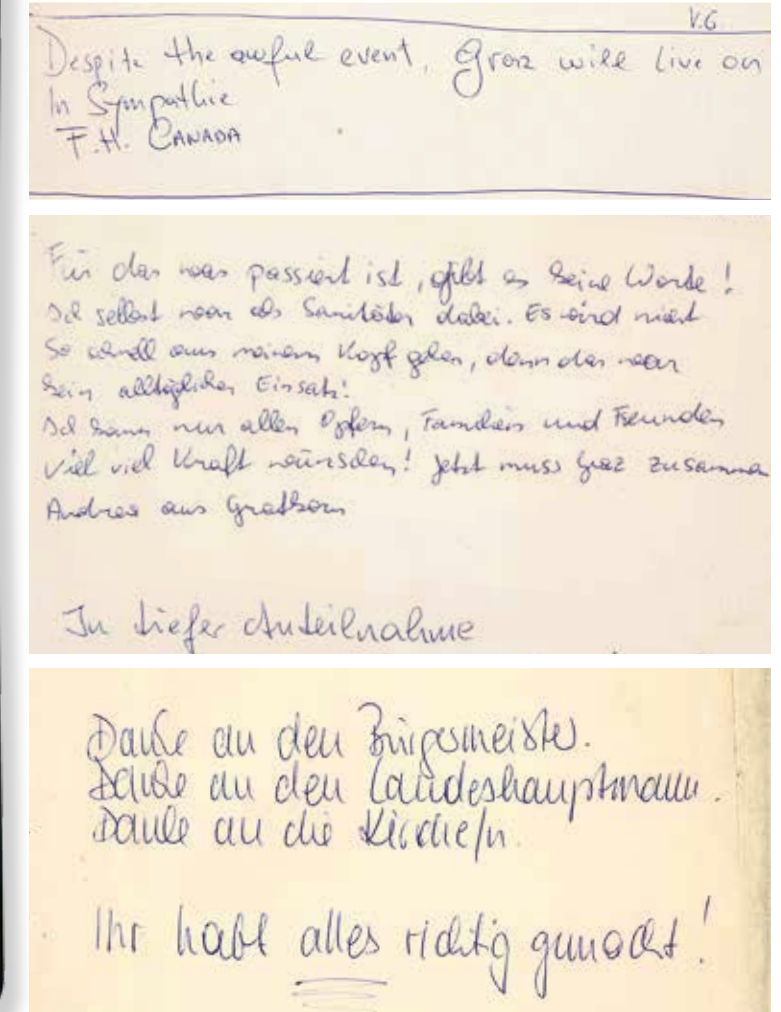 V.G.
Despite the awful event, Graz will live on
In Sympathie
F.H. CANADA
Für das was passiert ist, gibt es keine Worte!
Ich selbst war als Sanitäter dabei. Es wird nicht
so schnell aus meinem Kopf gehen, denn das war
kein alltäglicher Einsatz!
Ich kann nur allen Opfern, Familien und Freunden
viel viel Kraft wünschen! Jetzt muss Graz zusamm
Andreas aus Gratkorn
In tiefer Anteilnahme
Danke an den Bürgermeister.
Danke an den Landeshauptmann.
Danke an die Kirche/n.
Ihr habt alles richtig gemacht!